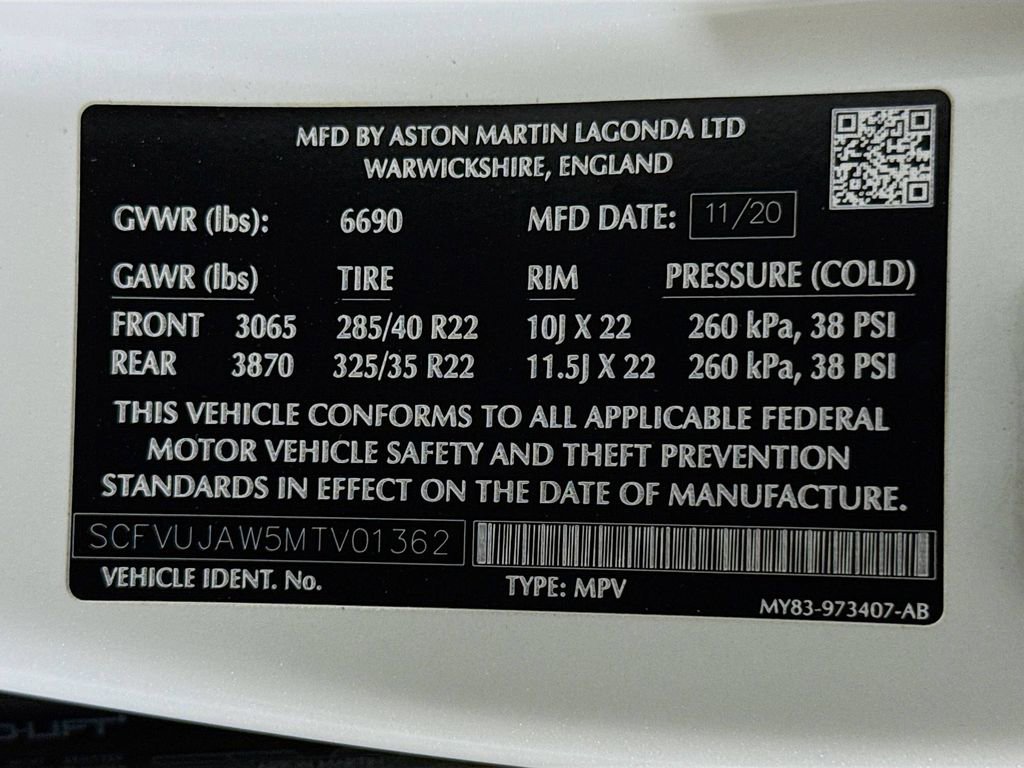 MFD BY ASTON MARTIN LAGONDA LTD
WARWICKSHIRE, ENGLAND
GVWR (lbs): 6690 MFD DATE: 11/20
GAWR (lbs) TIRE RIM PRESSURE (COLD)
FRONT 3065 285/40 R22 10J X 22 260 kPa, 38 PSI
REAR 3870 325/35 R22 11.5J X 22 260 kPa, 38 PSI
THIS VEHICLE CONFORMS TO ALL APPLICABLE FEDERAL
MOTOR VEHICLE SAFETY AND THEFT PREVENTION
STANDARDS IN EFFECT ON THE DATE OF MANUFACTURE.
SCFVUJAW5MTV01362
VEHICLE IDENT. No. TYPE: MPV
MY83-973407-AB